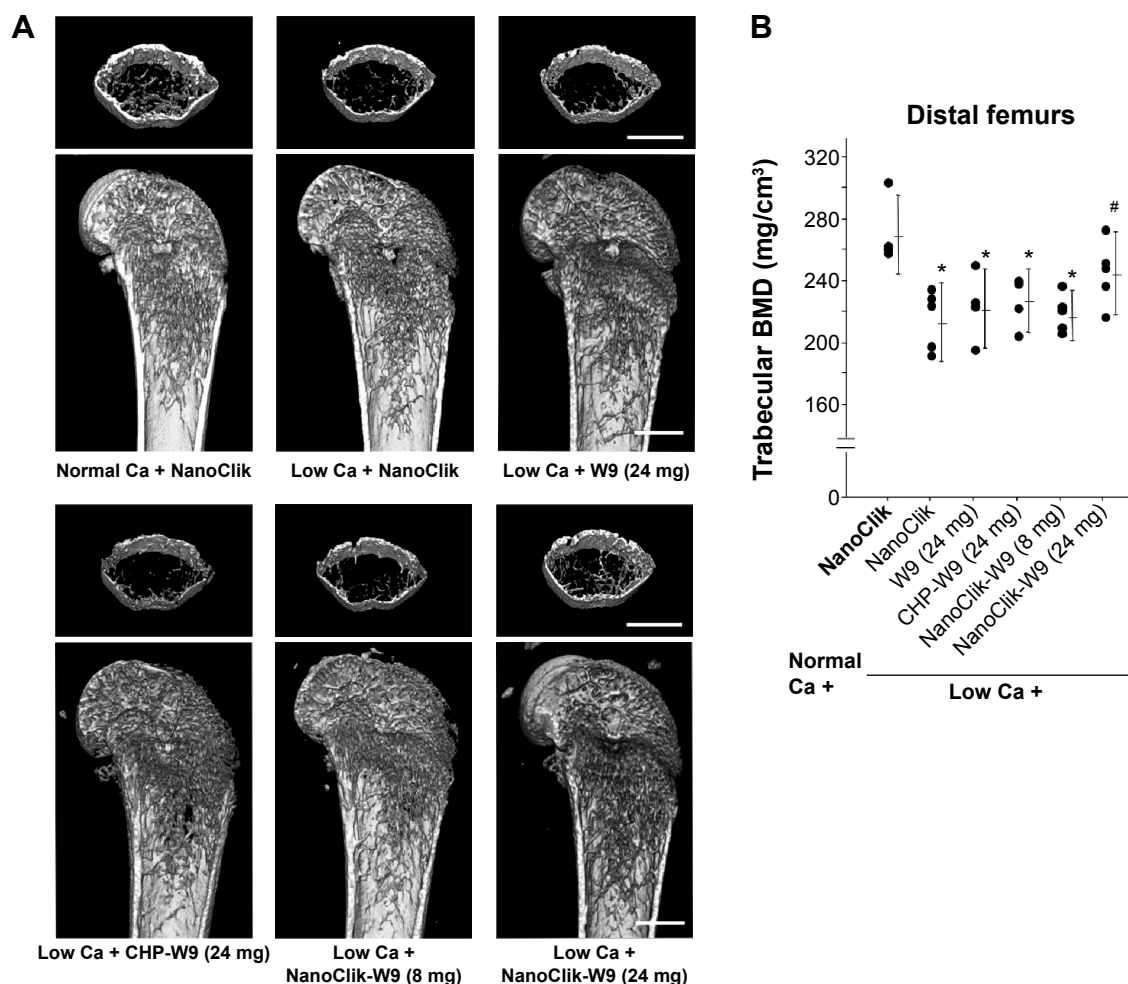 A
Normal Ca + NanoClik
Low Ca + NanoClik
Low Ca + W9 (24 mg)
Low Ca + CHP-W9 (24 mg)
Low Ca +
NanoClik-W9 (8 mg)
Low Ca +
NanoClik-W9 (24 mg)
B
Distal femurs
Trabecular BMD (mg/cm³)
320
280
240
200
160
0
*
*
*
*
#
NanoClik
NanoClik
W9 (24 mg)
CHP-W9 (24 mg)
NanoClik-W9 (8 mg)
NanoClik-W9 (24 mg)
Normal
Ca +
Low Ca +